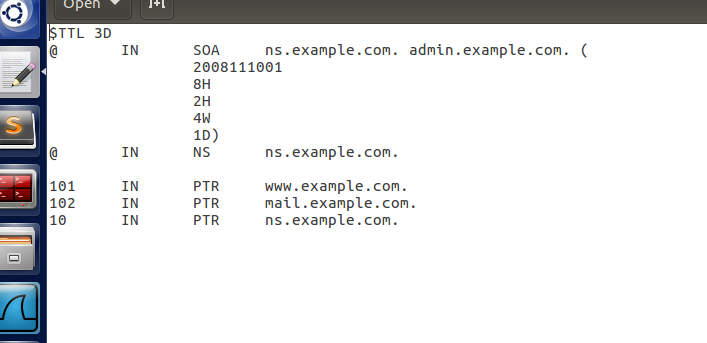 Open
$TTL 3D
@ IN SOA ns.example.com. admin.example.com. (
2008111001
8H
2H
4W
1D)
@ IN NS ns.example.com.
101 IN PTR www.example.com.
102 IN PTR mail.example.com.
10 IN PTR ns.example.com.